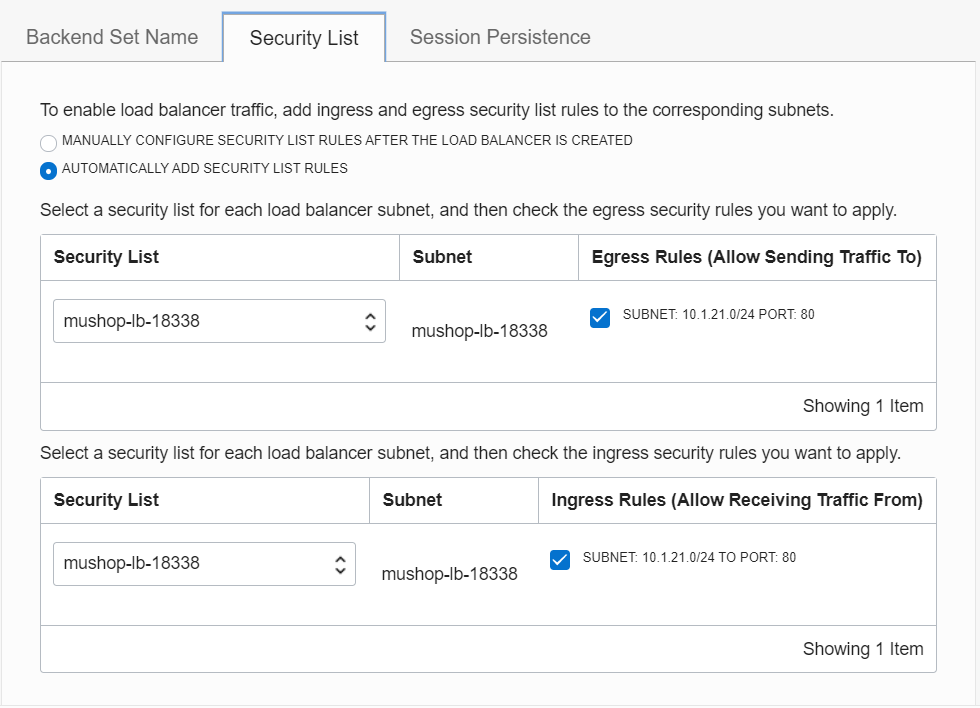 Backend Set Name Security List Session Persistence
To enable load balancer traffic, add ingress and egress security list rules to the corresponding subnets.
MANUALLY CONFIGURE SECURITY LIST RULES AFTER THE LOAD BALANCER IS CREATED
AUTOMATICALLY ADD SECURITY LIST RULES
Select a security list for each load balancer subnet, and then check the egress security rules you want to apply.
Security List Subnet Egress Rules (Allow Sending Traffic To)
mushop-lb-18338 mushop-lb-18338 SUBNET: 10.1.21.0/24 PORT: 80
Showing 1 Item
Select a security list for each load balancer subnet, and then check the ingress security rules you want to apply.
Security List Subnet Ingress Rules (Allow Receiving Traffic From)
mushop-lb-18338 mushop-lb-18338 SUBNET: 10.1.21.0/24 TO PORT: 80
Showing 1 Item